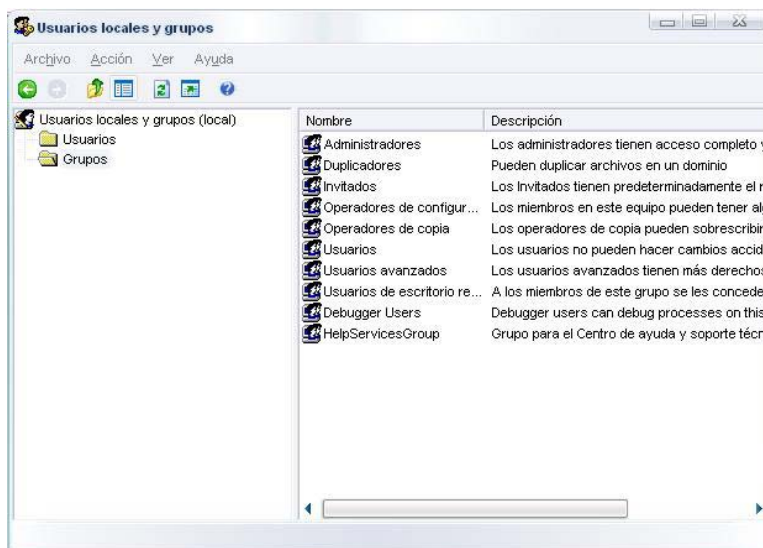 Usuarios locales y grupos
Archivo Acción Ver Ayuda
Usuarios locales y grupos (local)
Usuarios
Grupos
Nombre Descripción
Administradores Los administradores tienen acceso completo y
Duplicadores Pueden duplicar archivos en un dominio
Invitados Los Invitados tienen predeterminadamente el r
Operadores de configur... Los miembros en este equipo pueden tener al
Operadores de copia Los operadores de copia pueden sobrescribir
Usuarios Los usuarios no pueden hacer cambios accid
Usuarios avanzados Los usuarios avanzados tienen más derechos
Usuarios de escritorio re... A los miembros de este grupo se les concede
Debugger Users Debugger users can debug processes on this
HelpServicesGroup Grupo para el Centro de ayuda y soporte técn